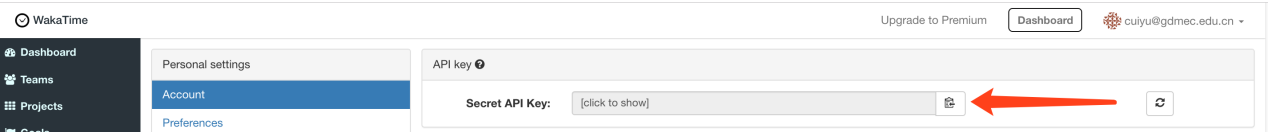 WakaTime
Upgrade to Premium
Dashboard
cuiyu@gdmec.edu.cn
Dashboard
Teams
Projects
Goals
Personal settings
Account
Preferences
API key
Secret API Key:
[click to show]